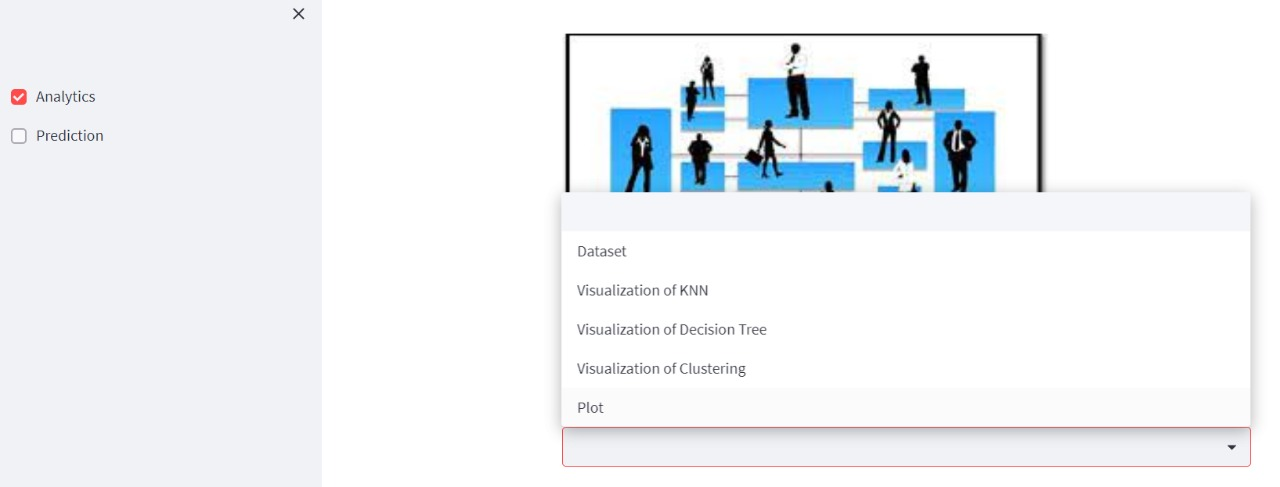 Analytics
Prediction
Dataset
Visualization of KNN
Visualization of Decision Tree
Visualization of Clustering
Plot